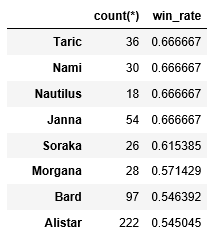 count(*) win_rate
Taric 36 0.666667
Nami 30 0.666667
Nautilus 18 0.666667
Janna 54 0.666667
Soraka 26 0.615385
Morgana 28 0.571429
Bard 97 0.546392
Alistar 222 0.545045